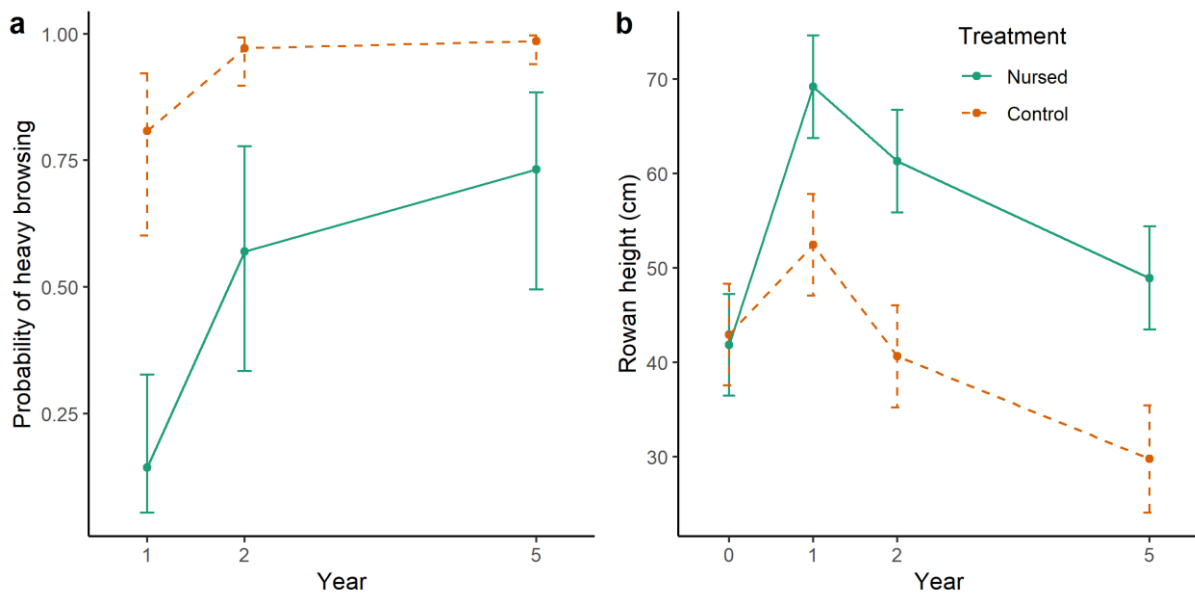 a
Probability of heavy browsing
1.00
0.75
0.50
0.25
1 2 5
Year
b
Treatment
Nursed
Control
Rowan height (cm)
70
60
50
40
30
0 1 2 5
Year